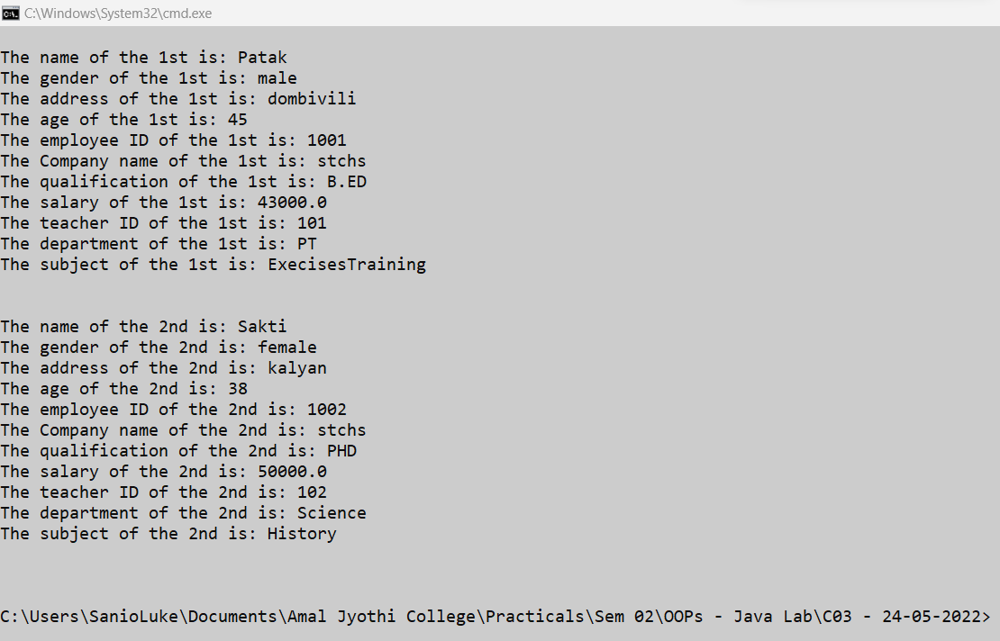 C:\Windows\System32\cmd.exe
The name of the 1st is: Patak
The gender of the 1st is: male
The address of the 1st is: dombivili
The age of the 1st is: 45
The employee ID of the 1st is: 1001
The Company name of the 1st is: stchs
The qualification of the 1st is: B.ED
The salary of the 1st is: 43000.0
The teacher ID of the 1st is: 101
The department of the 1st is: PT
The subject of the 1st is: ExecisesTraining
The name of the 2nd is: Sakti
The gender of the 2nd is: female
The address of the 2nd is: kalyan
The age of the 2nd is: 38
The employee ID of the 2nd is: 1002
The Company name of the 2nd is: stchs
The qualification of the 2nd is: PHD
The salary of the 2nd is: 50000.0
The teacher ID of the 2nd is: 102
The department of the 2nd is: Science
The subject of the 2nd is: History
C:\Users\SanioLuke\Documents\Amal Jyothi College\Practicals\Sem 02\OOPs - Java Lab\C03 - 24-05-2022>